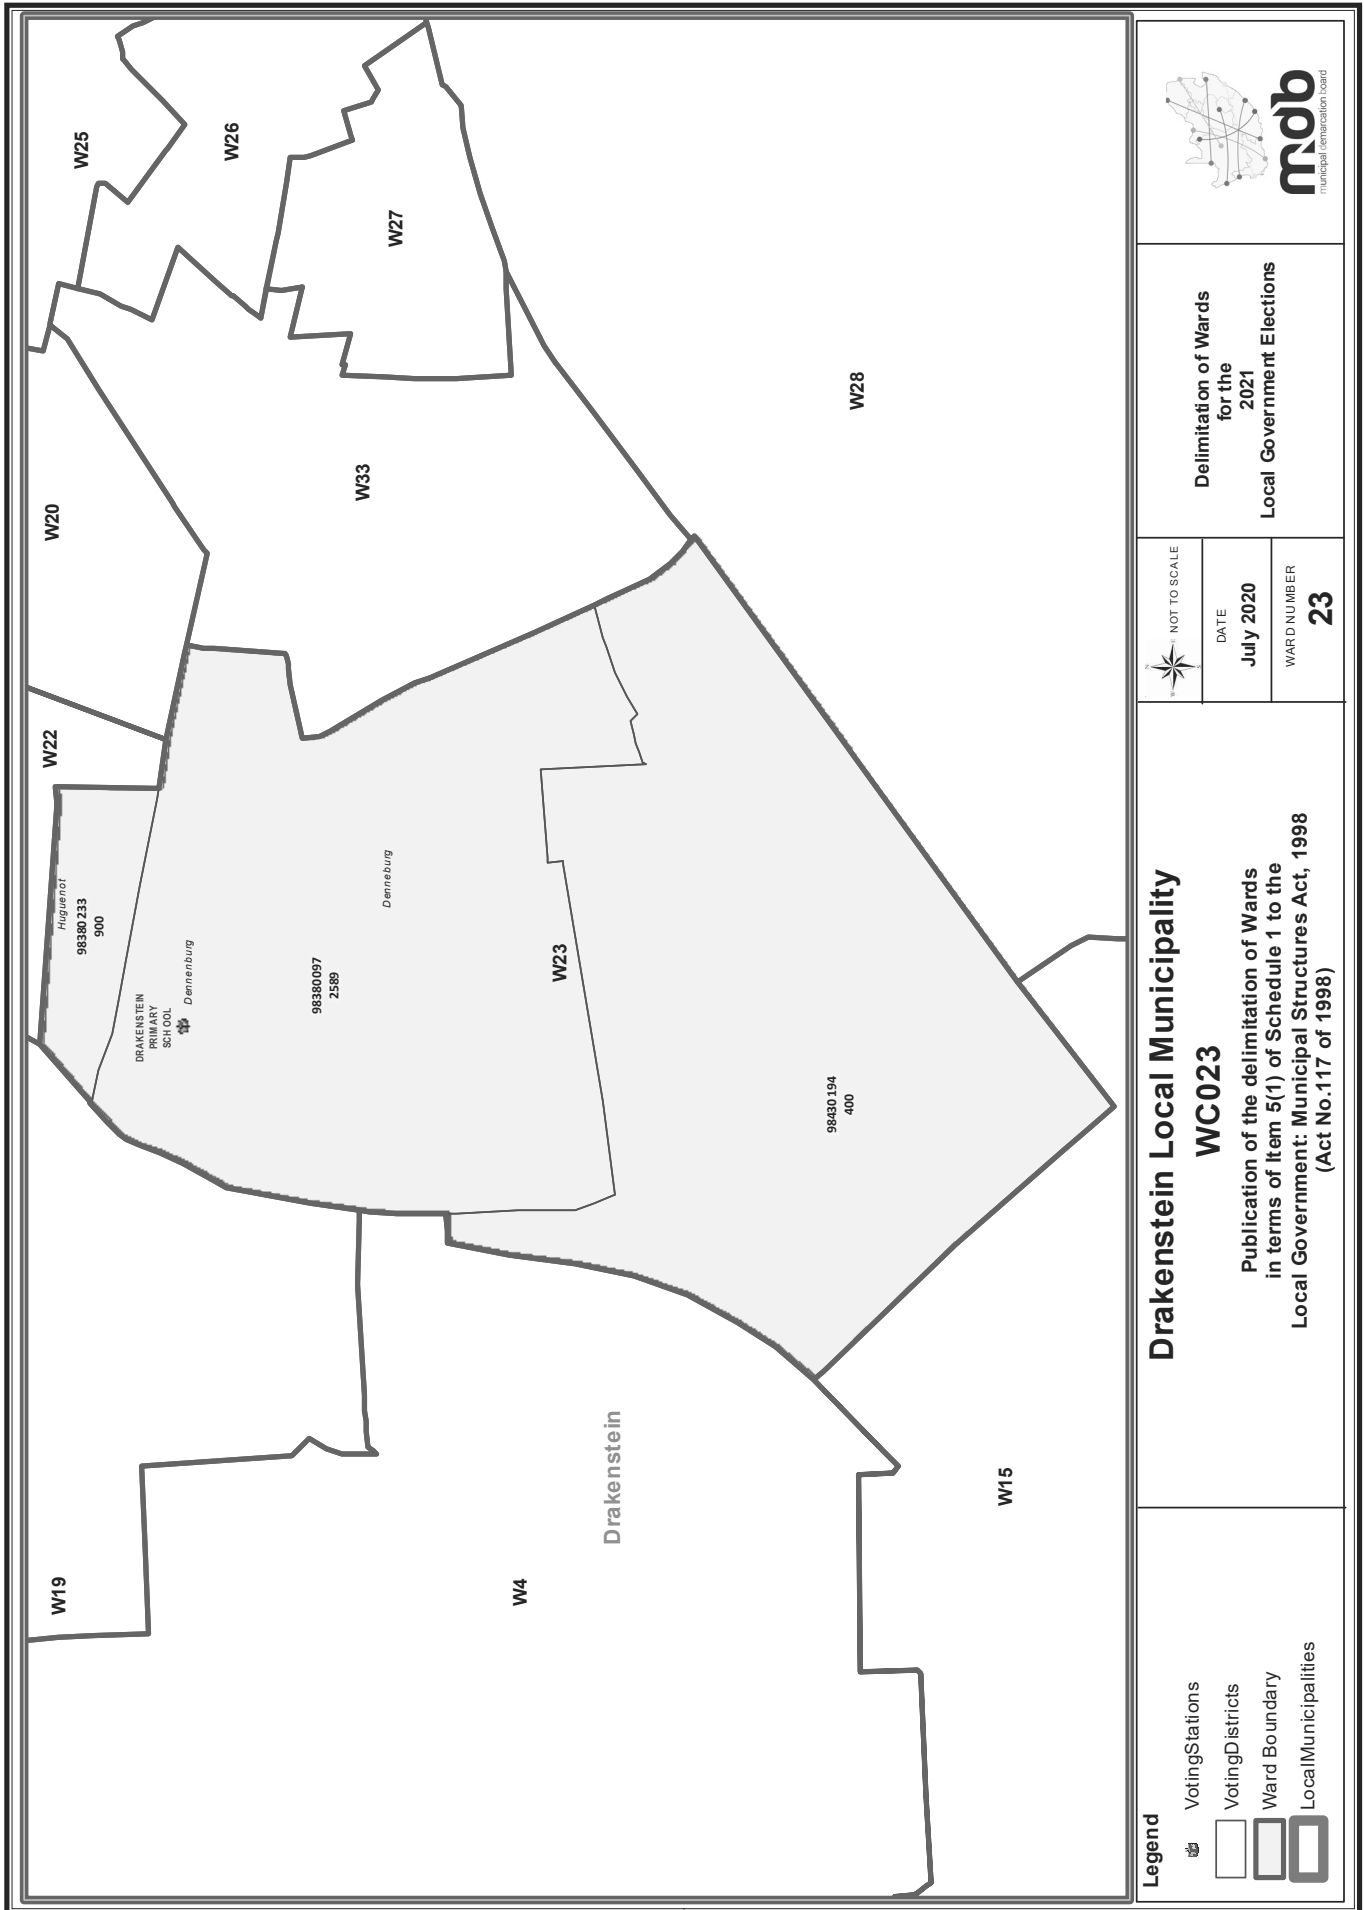 W25
W26
W27
W20
W33
W28
W22
Huguenot
98380233
900
DRAKENSTEIN
PRIMARY
SCHOOL
Dennenburg
98380097
2589
Denneburg
W23
98430194
400
W19
W4
Drakenstein
W15
Legend
VotingStations
VotingDistricts
Ward Boundary
LocalMunicipalities
Drakenstein Local Municipality
WC023
Publication of the delimitation of Wards
in terms of Item 5(1) of Schedule 1 to the
Local Government: Municipal Structures Act, 1998
(Act No.117 of 1998)
N
W
E
S
NOT TO SCALE
DATE
July 2020
WARD NUMBER
23
Delimitation of Wards
for the
2021
Local Government Elections
mdb
municipal demarcation board